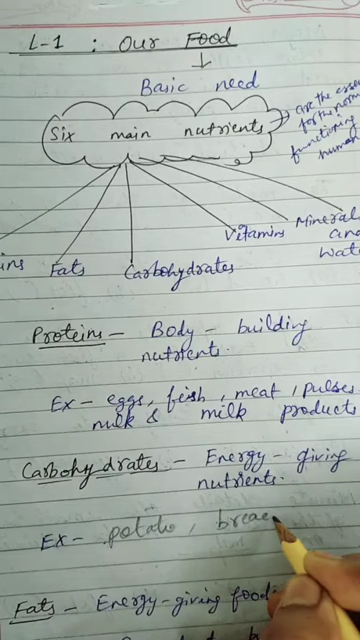 L-1 : Our Food
Basic need
Six main nutrients
are the
for the
functioning
human
Fats
Carbohydrates
Vitamins
Minerals
and
Water
Proteins - Body - building
nutrients.
Ex - eggs, fish, meat, pulses
milk & milk products
Carbohydrates - Energy - giving
nutrients.
Ex - potato, bread
Fats - Energy-giving food